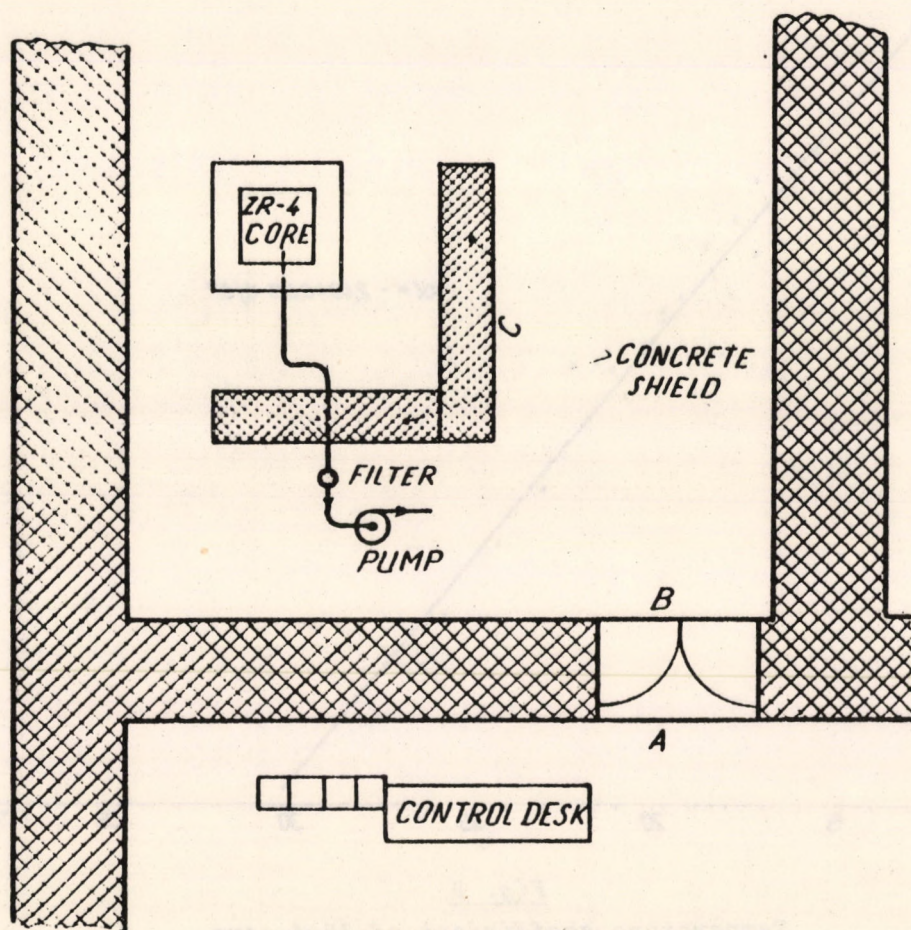 ZR-4
CORE
C
CONCRETE
SHIELD
FILTER
PUMP
B
A
CONTROL DESK